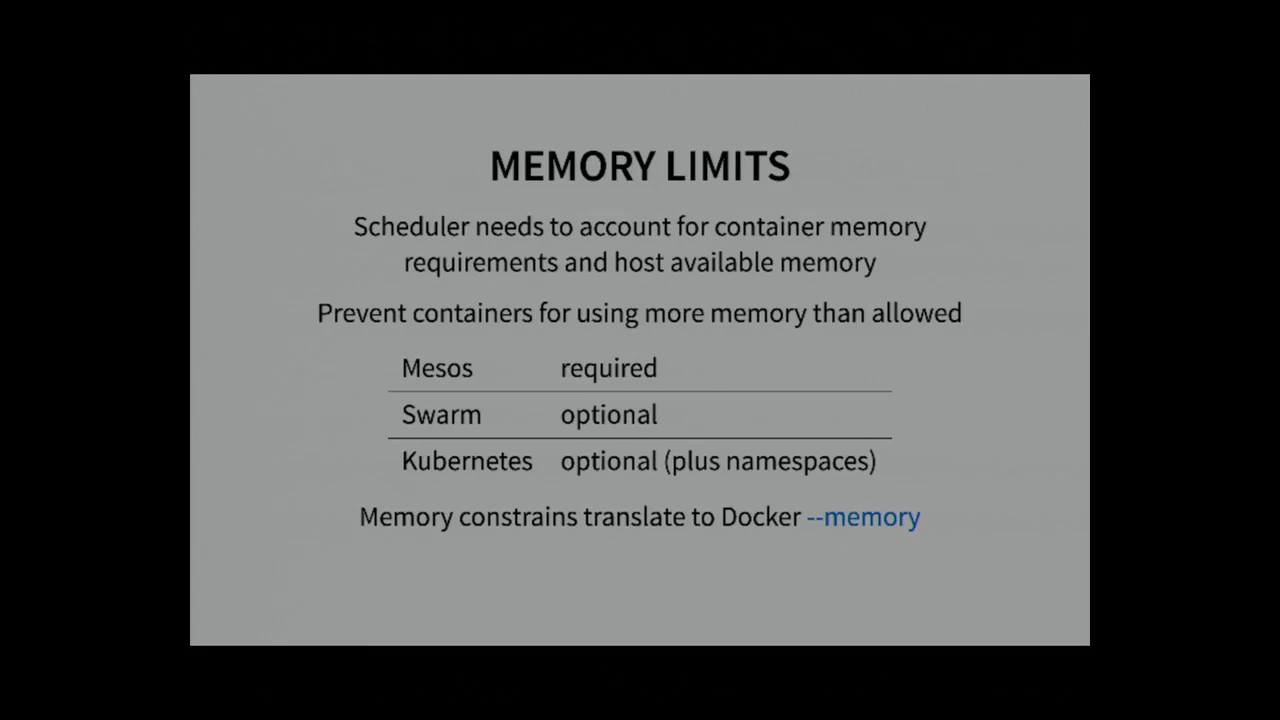 MEMORY LIMITS
Scheduler needs to account for container memory
requirements and host available memory
Prevent containers for using more memory than allowed
Mesos required
Swarm optional
Kubernetes optional (plus namespaces)
Memory constrains translate to Docker --memory